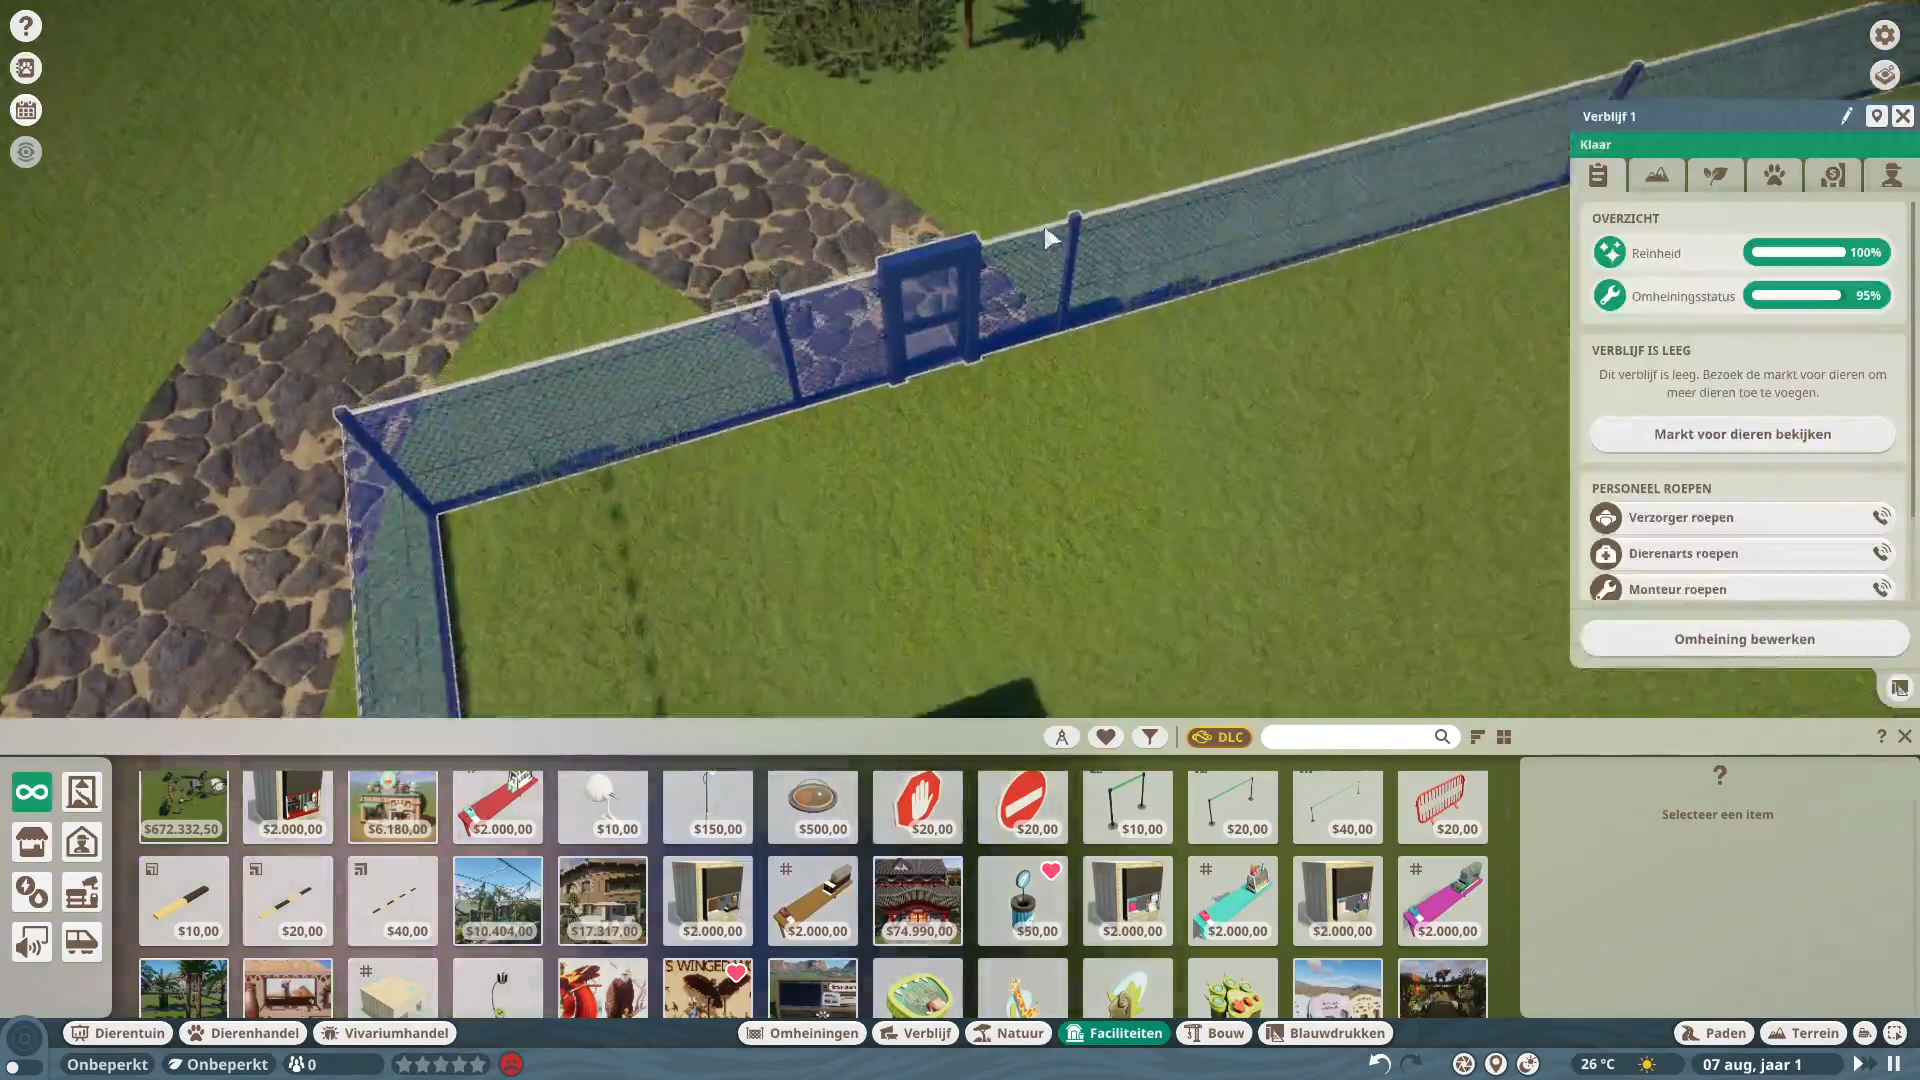 Verblijf 1
Klaar
OVERZICHT
Reinheid 100%
Omheiningsstatus 95%
VERBLIJF IS LEEG
Dit verblijf is leeg. Bezoek de markt voor dieren om
meer dieren toe te voegen.
Markt voor dieren bekijken
PERSONEEL ROEPEN
Verzorger roepen
Dierenarts roepen
Monteur roepen
Omheining bewerken
DLC
?
Selecteer een item
$672.332,50 $2.000,00 $6.180,00 $2.000,00 $10,00 $150,00 $500,00 $20,00 $20,00 $10,00 $20,00 $40,00 $20,00
$10,00 $20,00 $40,00 $10.404,00 $17.317,00 $2.000,00 $2.000,00 $74.990,00 $50,00 $2.000,00 $2.000,00 $2.000,00 $2.000,00
S WINGED
Dierentuin Dierenhandel Vivariumhandel Omheiningen Verblijf Natuur Faciliteiten Bouw Blauwdrukken Paden Terrein
Onbeperkt Onbeperkt 0 26 °C 07 aug, jaar 1